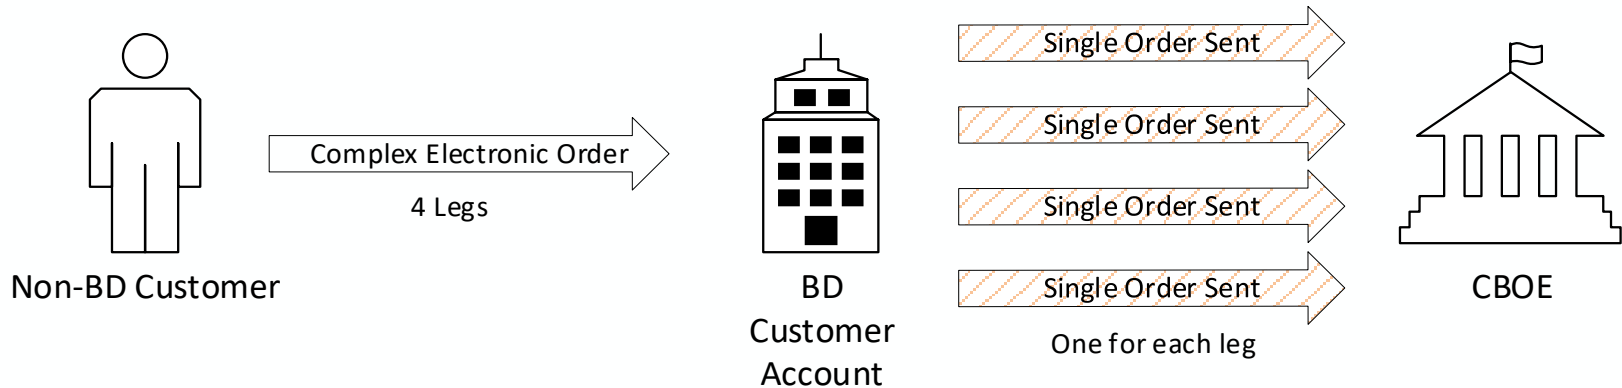 Complex Electronic Order
4 Legs
Non-BD Customer
BD
Customer
Account
Single Order Sent
Single Order Sent
Single Order Sent
Single Order Sent
One for each leg
CBOE